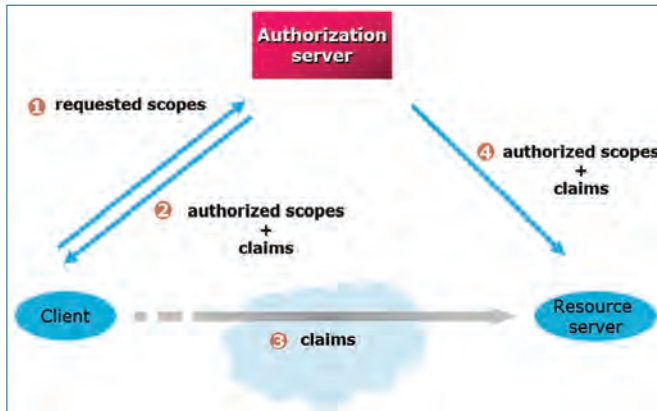 Authorization
server
1 requested scopes
2 authorized scopes
+
claims
4 authorized scopes
+
claims
Client
3 claims
Resource
server